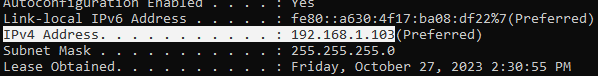 Autoconfiguration Enabled . . . . : Yes
Link-local IPv6 Address . . . . . : fe80::a630:4f17:ba08:df22%7(Preferred)
IPv4 Address. . . . . . . . . . . : 192.168.1.103(Preferred)
Subnet Mask . . . . . . . . . . . : 255.255.255.0
Lease Obtained. . . . . . . . . . : Friday, October 27, 2023 2:30:55 PM